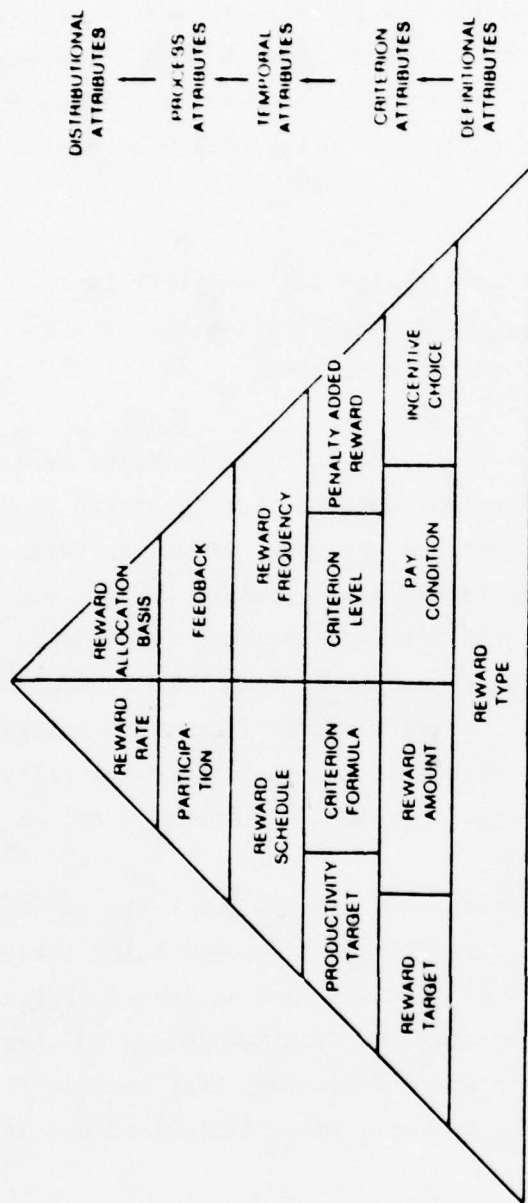 REWARD
RATE
REWARD
ALLOCATION
BASIS
PARTICIPA-
TION
FEEDBACK
REWARD
SCHEDULE
REWARD
FREQUENCY
PRODUCTIVITY
TARGET
CRITERION
FORMULA
CRITERION
LEVEL
PENALTY ADDED
REWARD
REWARD
TARGET
REWARD
AMOUNT
PAY
CONDITION
INCENTIVE
CHOICE
REWARD
TYPE
DISTRIBUTIONAL
ATTRIBUTES
PROCESS
ATTRIBUTES
TEMPORAL
ATTRIBUTES
CRITERION
ATTRIBUTES
DEFINITIONAL
ATTRIBUTES